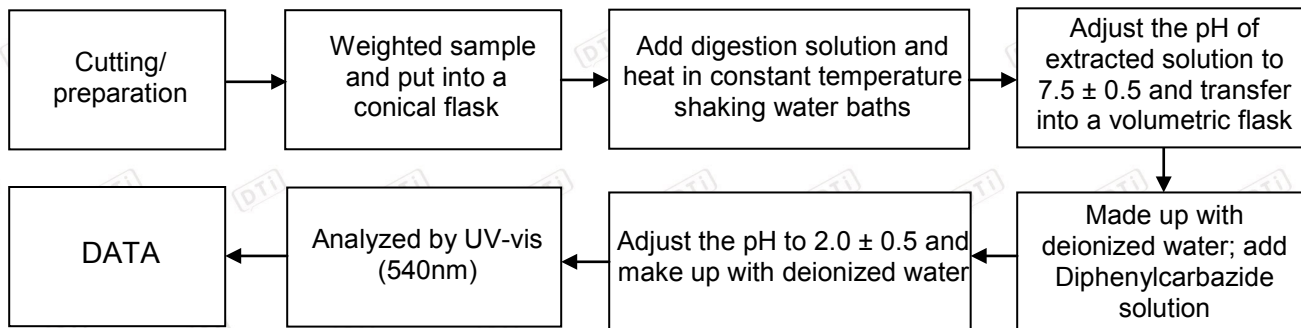 Cutting/
preparation
Weighted sample
and put into a
conical flask
Add digestion solution and
heat in constant temperature
shaking water baths
Adjust the pH of
extracted solution to
7.5 ± 0.5 and transfer
into a volumetric flask
Made up with
deionized water; add
Diphenylcarbazide
solution
Adjust the pH to 2.0 ± 0.5 and
make up with deionized water
Analyzed by UV-vis
(540nm)
DATA
DTi